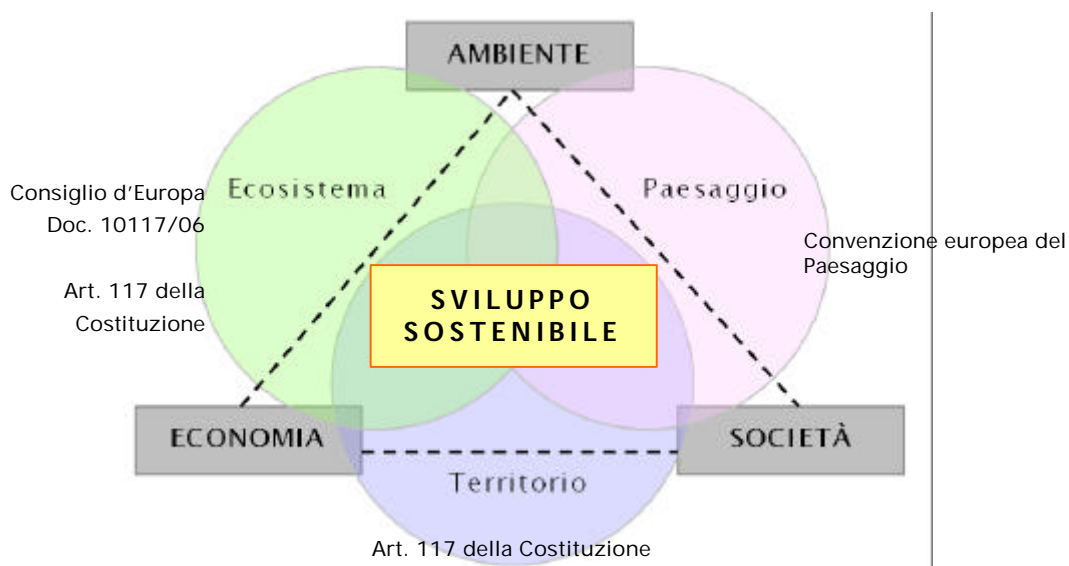 AMBIENTE
Ecosistema
Paesaggio
Consiglio d'Europa
Doc. 10117/06
Convenzione europea del
Paesaggio
Art. 117 della
Costituzione
SVILUPPO
SOSTENIBILE
ECONOMIA
SOCIETÀ
Territorio
Art. 117 della Costituzione